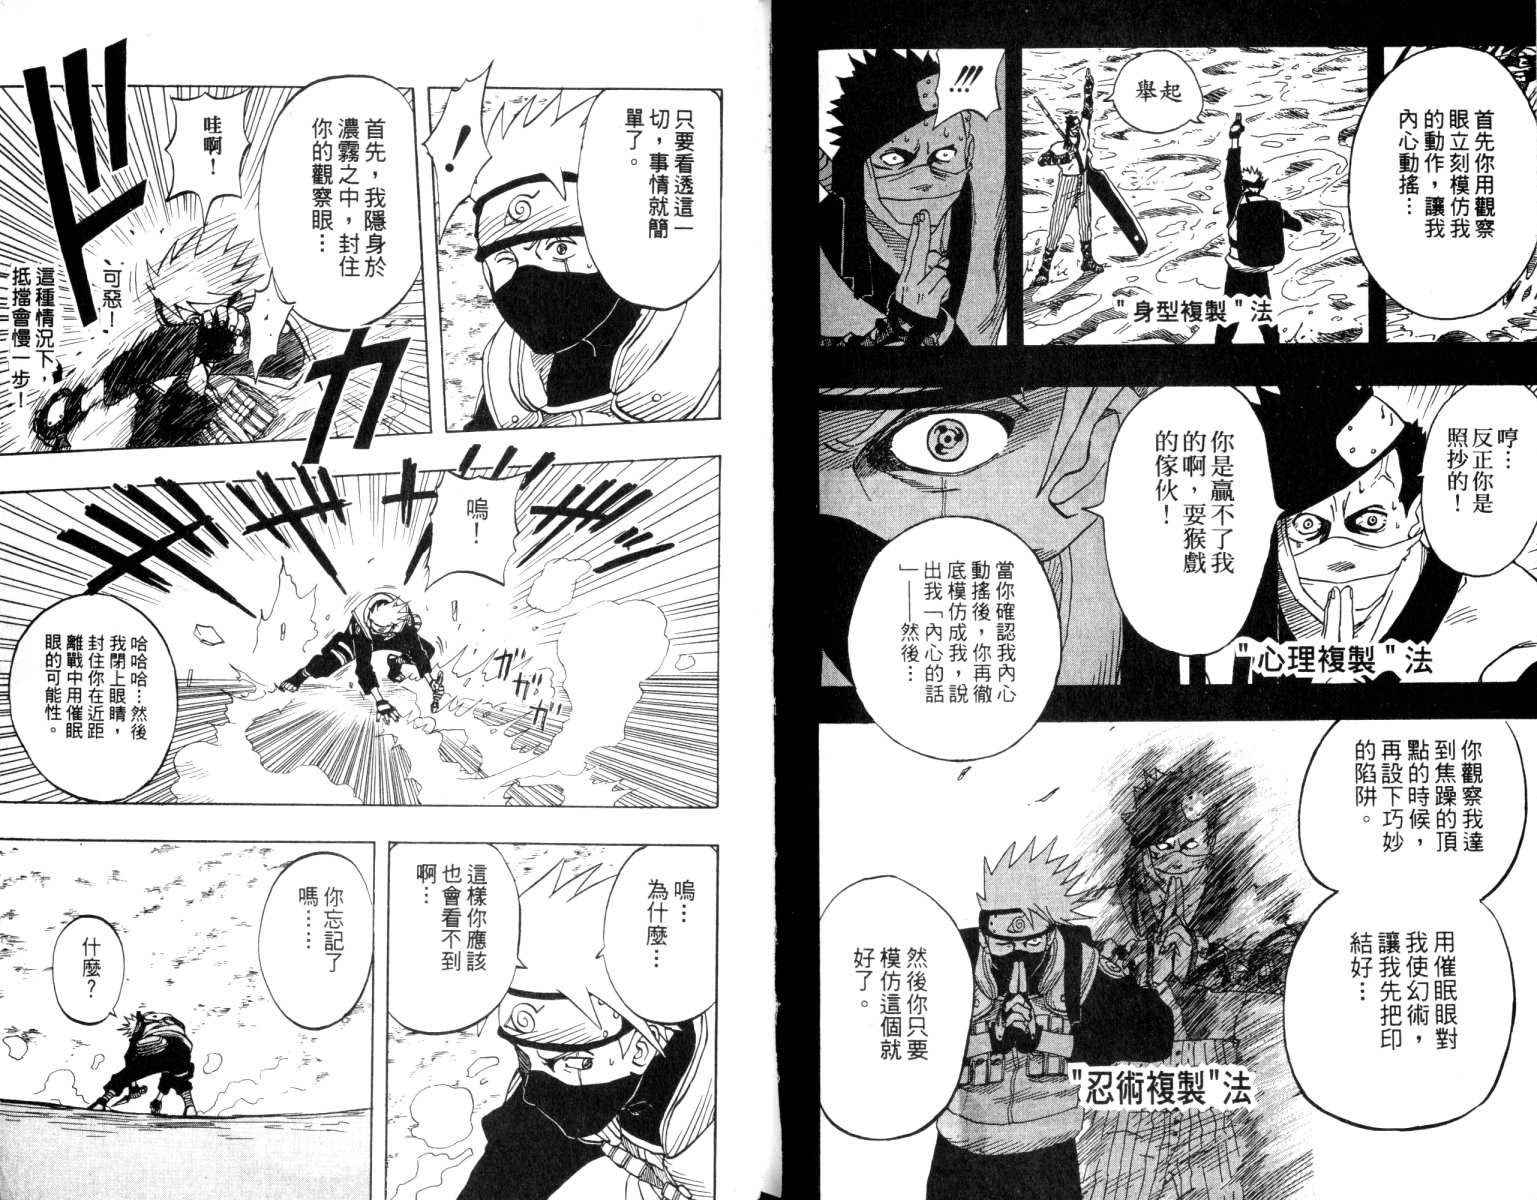 首先你用觀察
眼立刻模仿我
的動作，讓我
內心動搖…
舉起
"身型複製"法
!!!
哼…
反正你是
照抄的！
你是贏不了我
的啊，耍猴戲
的傢伙！
"心理複製"法
當你確認我內心
動搖後，你再徹
底模仿成我，說
出我「內心的話
」——然後…
你觀察我達
到焦躁的頂
點的時候，
再設下巧妙
的陷阱。
用催眠眼對
我使幻術，
讓我先把印
結好…
"忍術複製"法
然後你只要
模仿這個就
好了。
只要看透這一
切，事情就簡
單了。
！
首先，我隱身於
濃霧之中，封住
你的觀察眼…
哇啊！
可惡！
這種情況下，
抵擋會慢一步！
ドカ
嗚！
ガガガ
哈哈哈…然後
我閉上眼睛，
封住你在近距
離戰中用催眠
眼的可能性。
嗚…
為什麼…
這樣你應該
也會看不到
啊…
你忘記了
嗎……
什麼？